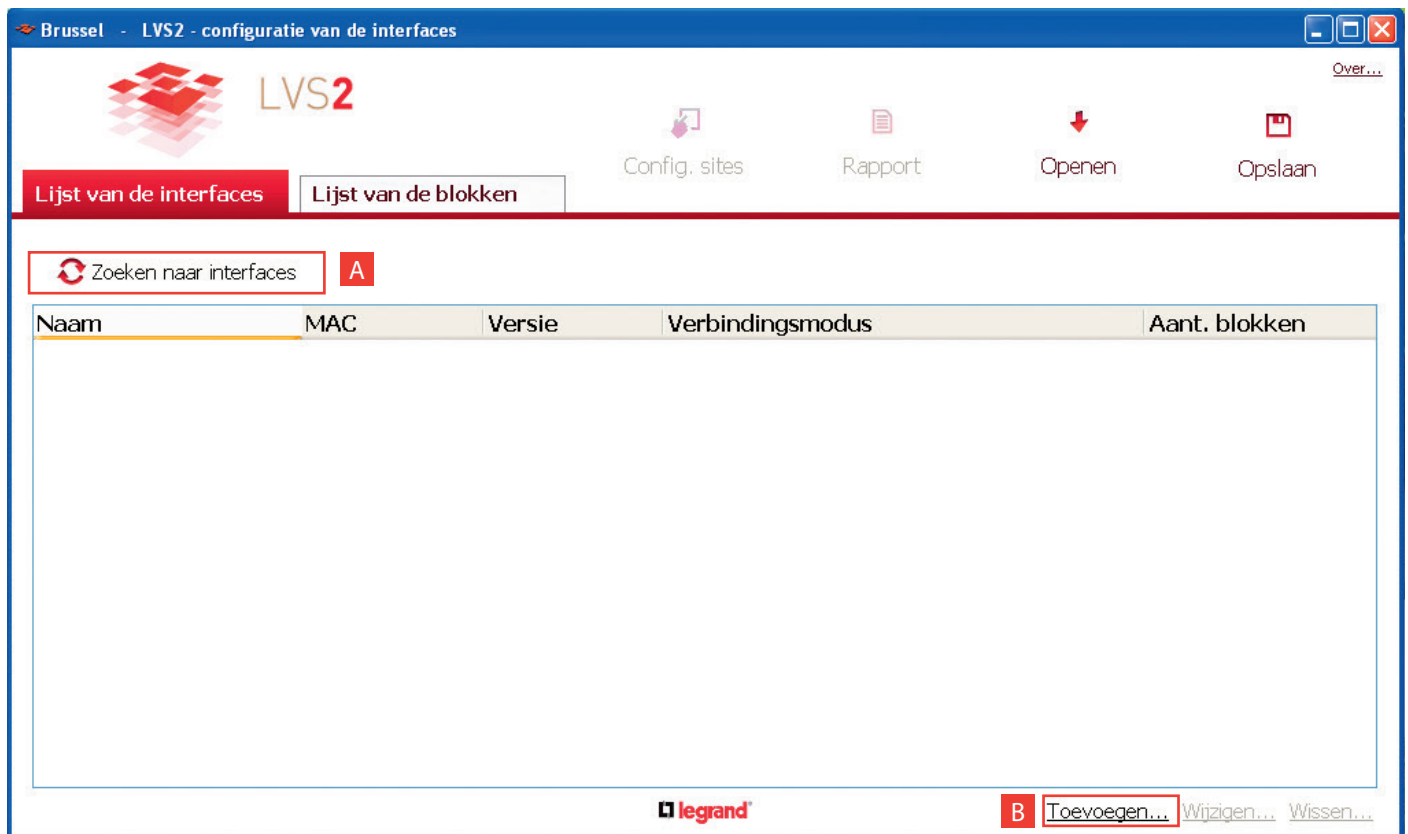 Brussel - LVS2 - configuratie van de interfaces
Over...
LVS2
Config. sites Rapport Openen Opslaan
Lijst van de interfaces Lijst van de blokken
Zoeken naar interfaces A
Naam MAC Versie Verbindingsmodus Aant. blokken
legrand B Toevoegen... Wijzigen... Wissen...